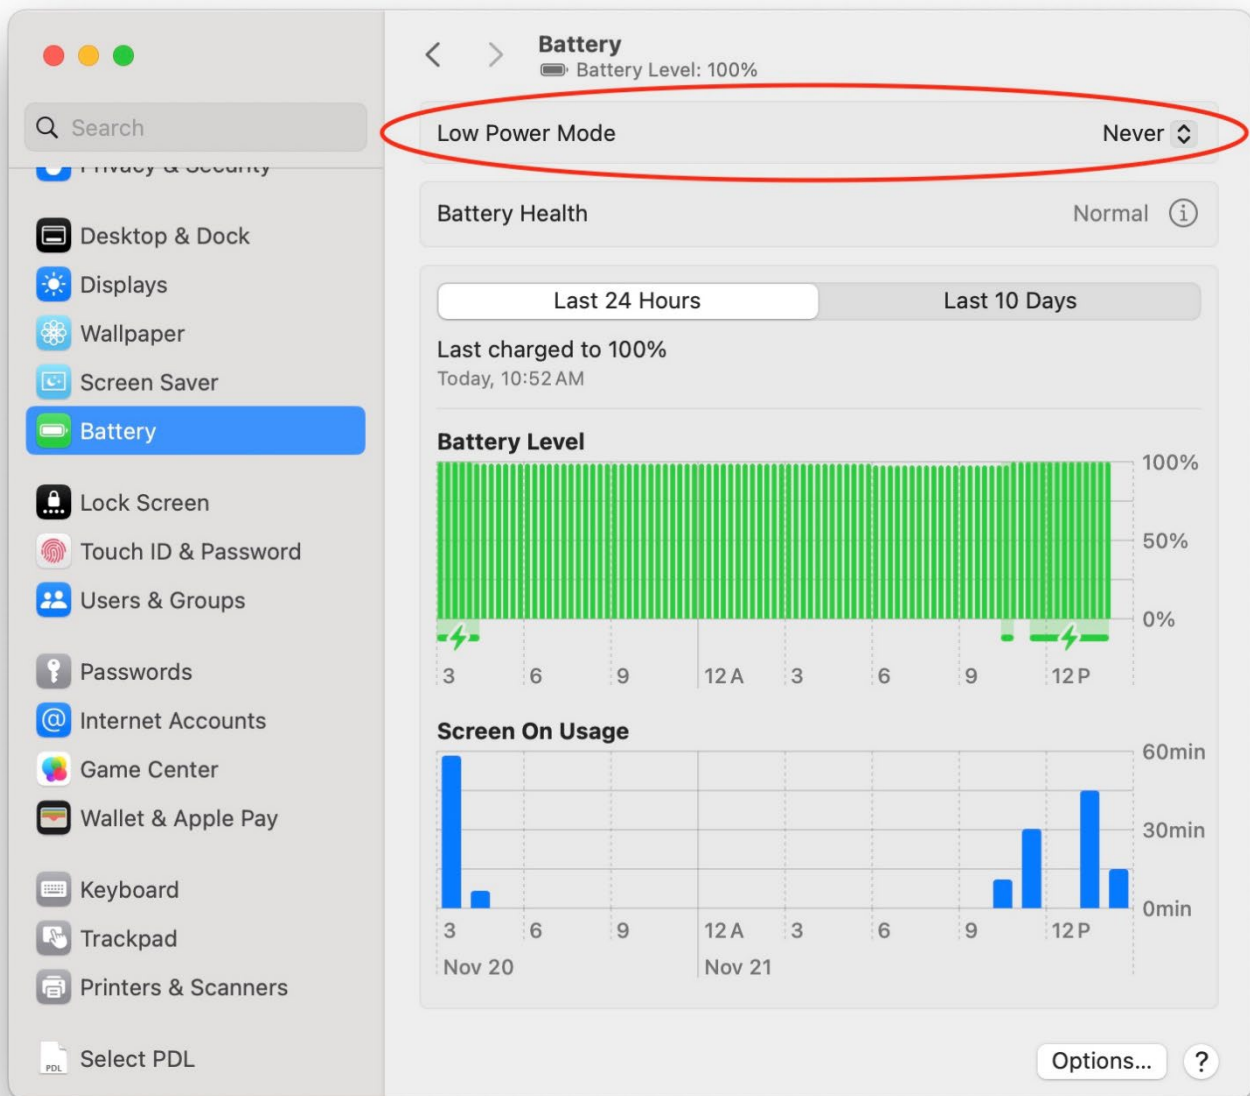 Search
Privacy & Security
Desktop & Dock
Displays
Wallpaper
Screen Saver
Battery
Lock Screen
Touch ID & Password
Users & Groups
Passwords
Internet Accounts
Game Center
Wallet & Apple Pay
Keyboard
Trackpad
Printers & Scanners
PDL
Select PDL
Battery
Battery Level: 100%
Low Power Mode Never
Battery Health Normal
Last 24 Hours Last 10 Days
Last charged to 100%
Today, 10:52 AM
Battery Level
100%
50%
0%
3 6 9 12 A 3 6 9 12 P
Screen On Usage
60min
30min
0min
3 6 9 12 A 3 6 9 12 P
Nov 20 Nov 21
Options... ?